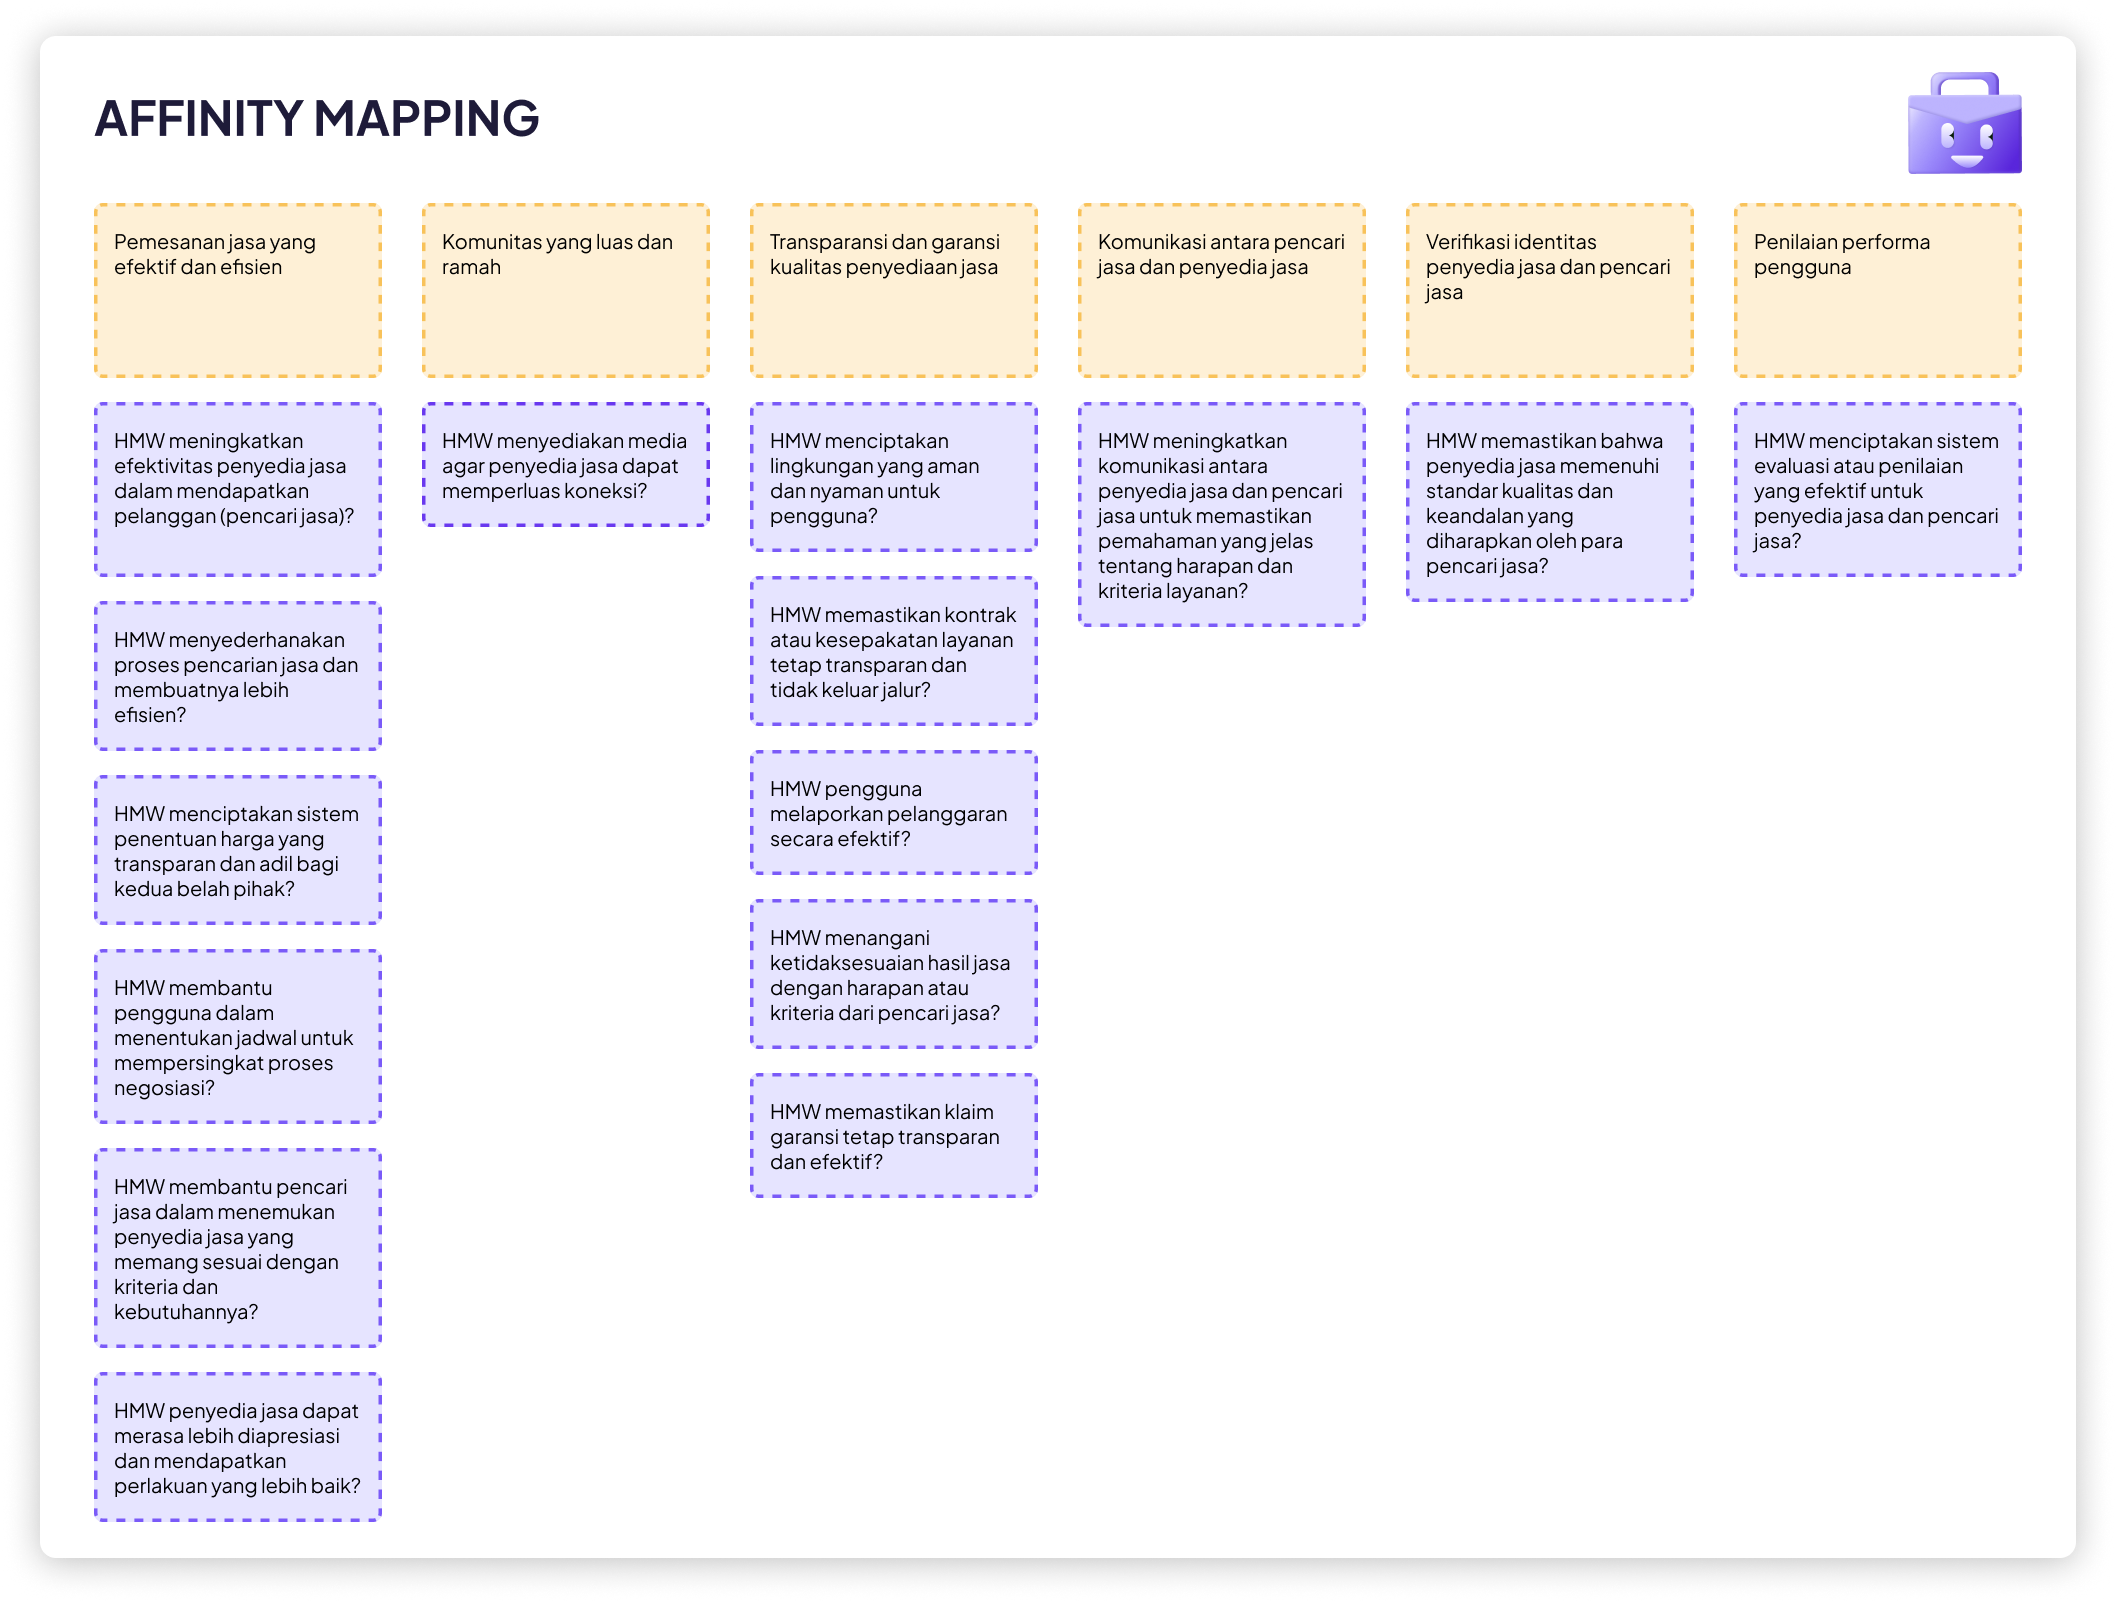 AFFINITY MAPPING
Pemesanan jasa yang
efektif dan efisien
HMW meningkatkan
efektivitas penyedia jasa
dalam mendapatkan
pelanggan (pencari jasa)?
HMW menyederhanakan
proses pencarian jasa dan
membuatnya lebih
efisien?
HMW menciptakan sistem
penentuan harga yang
transparan dan adil bagi
kedua belah pihak?
HMW membantu
pengguna dalam
menentukan jadwal untuk
mempersingkat proses
negosiasi?
HMW membantu pencari
jasa dalam menemukan
penyedia jasa yang
memang sesuai dengan
kriteria dan
kebutuhannya?
HMW penyedia jasa dapat
merasa lebih diapresiasi
dan mendapatkan
perlakuan yang lebih baik?
Komunitas yang luas dan
ramah
HMW menyediakan media
agar penyedia jasa dapat
memperluas koneksi?
Transparansi dan garansi
kualitas penyediaan jasa
HMW menciptakan
lingkungan yang aman
dan nyaman untuk
pengguna?
HMW memastikan kontrak
atau kesepakatan layanan
tetap transparan dan
tidak keluar jalur?
HMW pengguna
melaporkan pelanggaran
secara efektif?
HMW menangani
ketidaksesuaian hasil jasa
dengan harapan atau
kriteria dari pencari jasa?
HMW memastikan klaim
garansi tetap transparan
dan efektif?
Komunikasi antara pencari
jasa dan penyedia jasa
HMW meningkatkan
komunikasi antara
penyedia jasa dan pencari
jasa untuk memastikan
pemahaman yang jelas
tentang harapan dan
kriteria layanan?
Verifikasi identitas
penyedia jasa dan pencari
jasa
HMW memastikan bahwa
penyedia jasa memenuhi
standar kualitas dan
keandalan yang
diharapkan oleh para
pencari jasa?
Penilaian performa
pengguna
HMW menciptakan sistem
evaluasi atau penilaian
yang efektif untuk
penyedia jasa dan pencari
jasa?